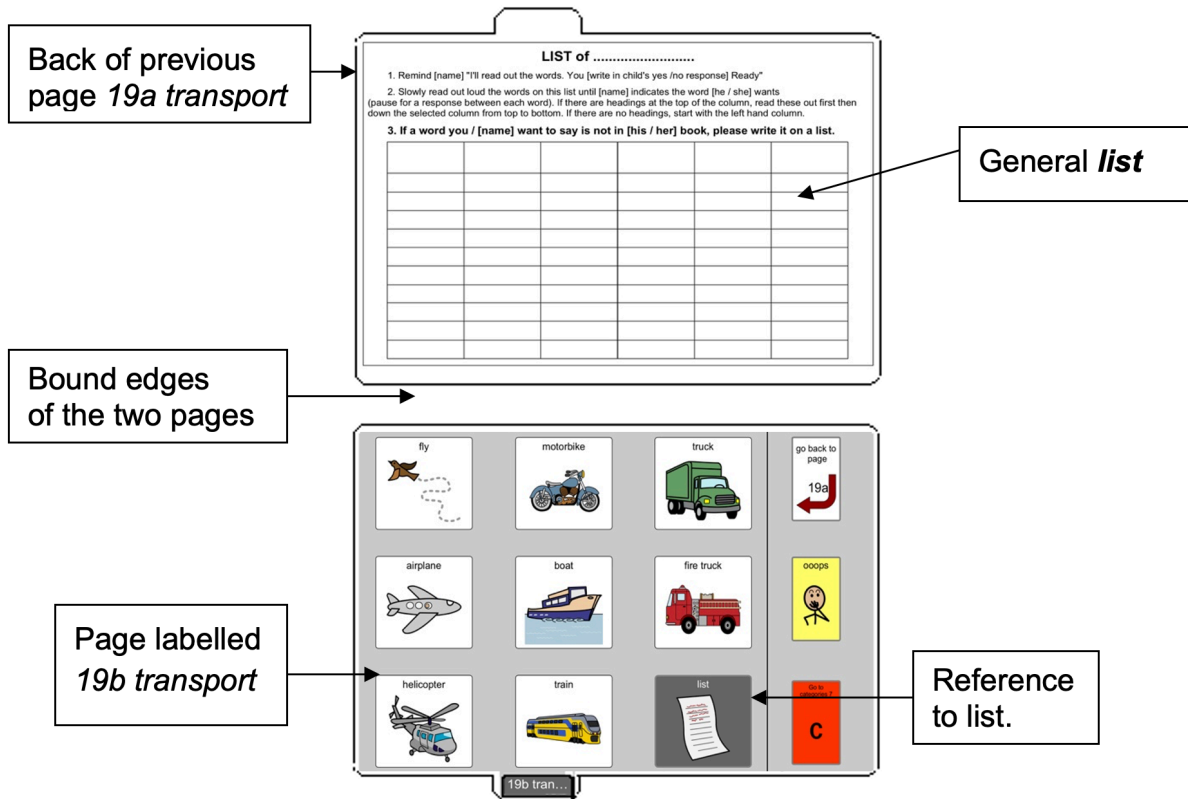 Back of previous
page 19a transport
LIST of ..........................
1. Remind [name] "I'll read out the words. You [write in child's yes /no response] Ready"
2. Slowly read out loud the words on this list until [name] indicates the word [he / she] wants
(pause for a response between each word). If there are headings at the top of the column, read these out first then
down the selected column from top to bottom. If there are no headings, start with the left hand column.
3. If a word you / [name] want to say is not in [his / her] book, please write it on a list.
General list
Bound edges
of the two pages
fly
motorbike
truck
go back to
page
19a
airplane
boat
fire truck
ooops
Page labelled
19b transport
helicopter
train
list
Go to
categories ?
C
Reference
to list.
19b tran...